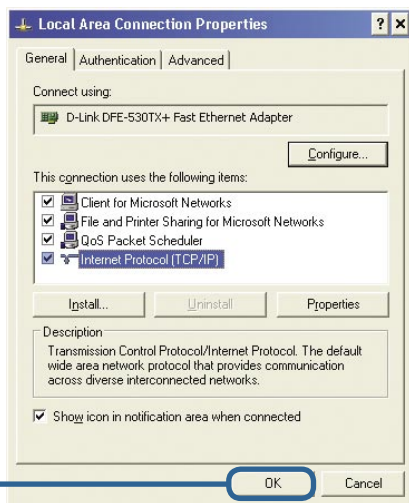 Local Area Connection Properties
General Authentication Advanced
Connect using:
D-Link DFE-530TX+ Fast Ethernet Adapter
Configure...
This connection uses the following items:
Client for Microsoft Networks
File and Printer Sharing for Microsoft Networks
QoS Packet Scheduler
Internet Protocol (TCP/IP)
Install... Uninstall Properties
Description
Transmission Control Protocol/Internet Protocol. The default
wide area network protocol that provides communication
across diverse interconnected networks.
Show icon in notification area when connected
OK Cancel